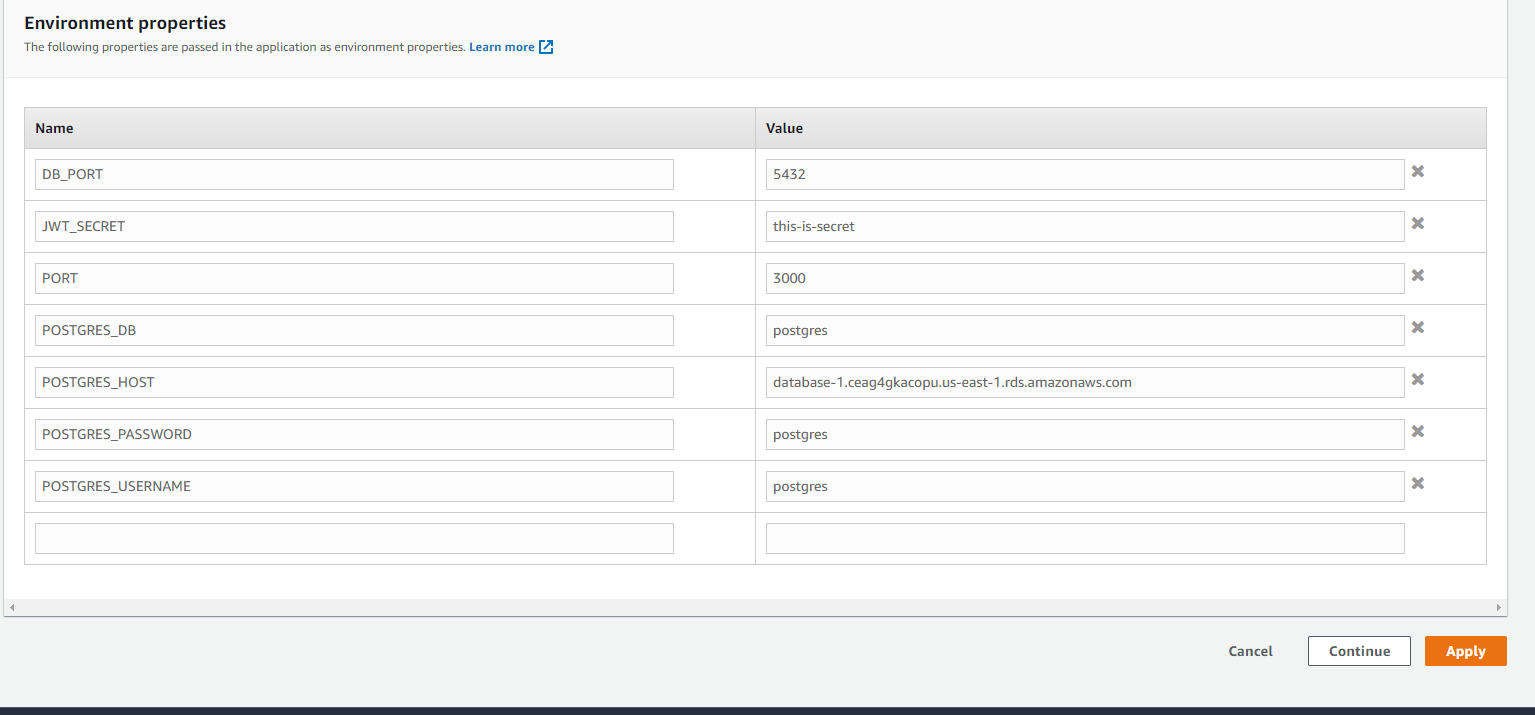 Environment properties
The following properties are passed in the application as environment properties. Learn more
Name Value
DB_PORT 5432
JWT_SECRET this-is-secret
PORT 3000
POSTGRES_DB postgres
POSTGRES_HOST database-1.ceag4gkacopu.us-east-1.rds.amazonaws.com
POSTGRES_PASSWORD postgres
POSTGRES_USERNAME postgres
Cancel Continue Apply